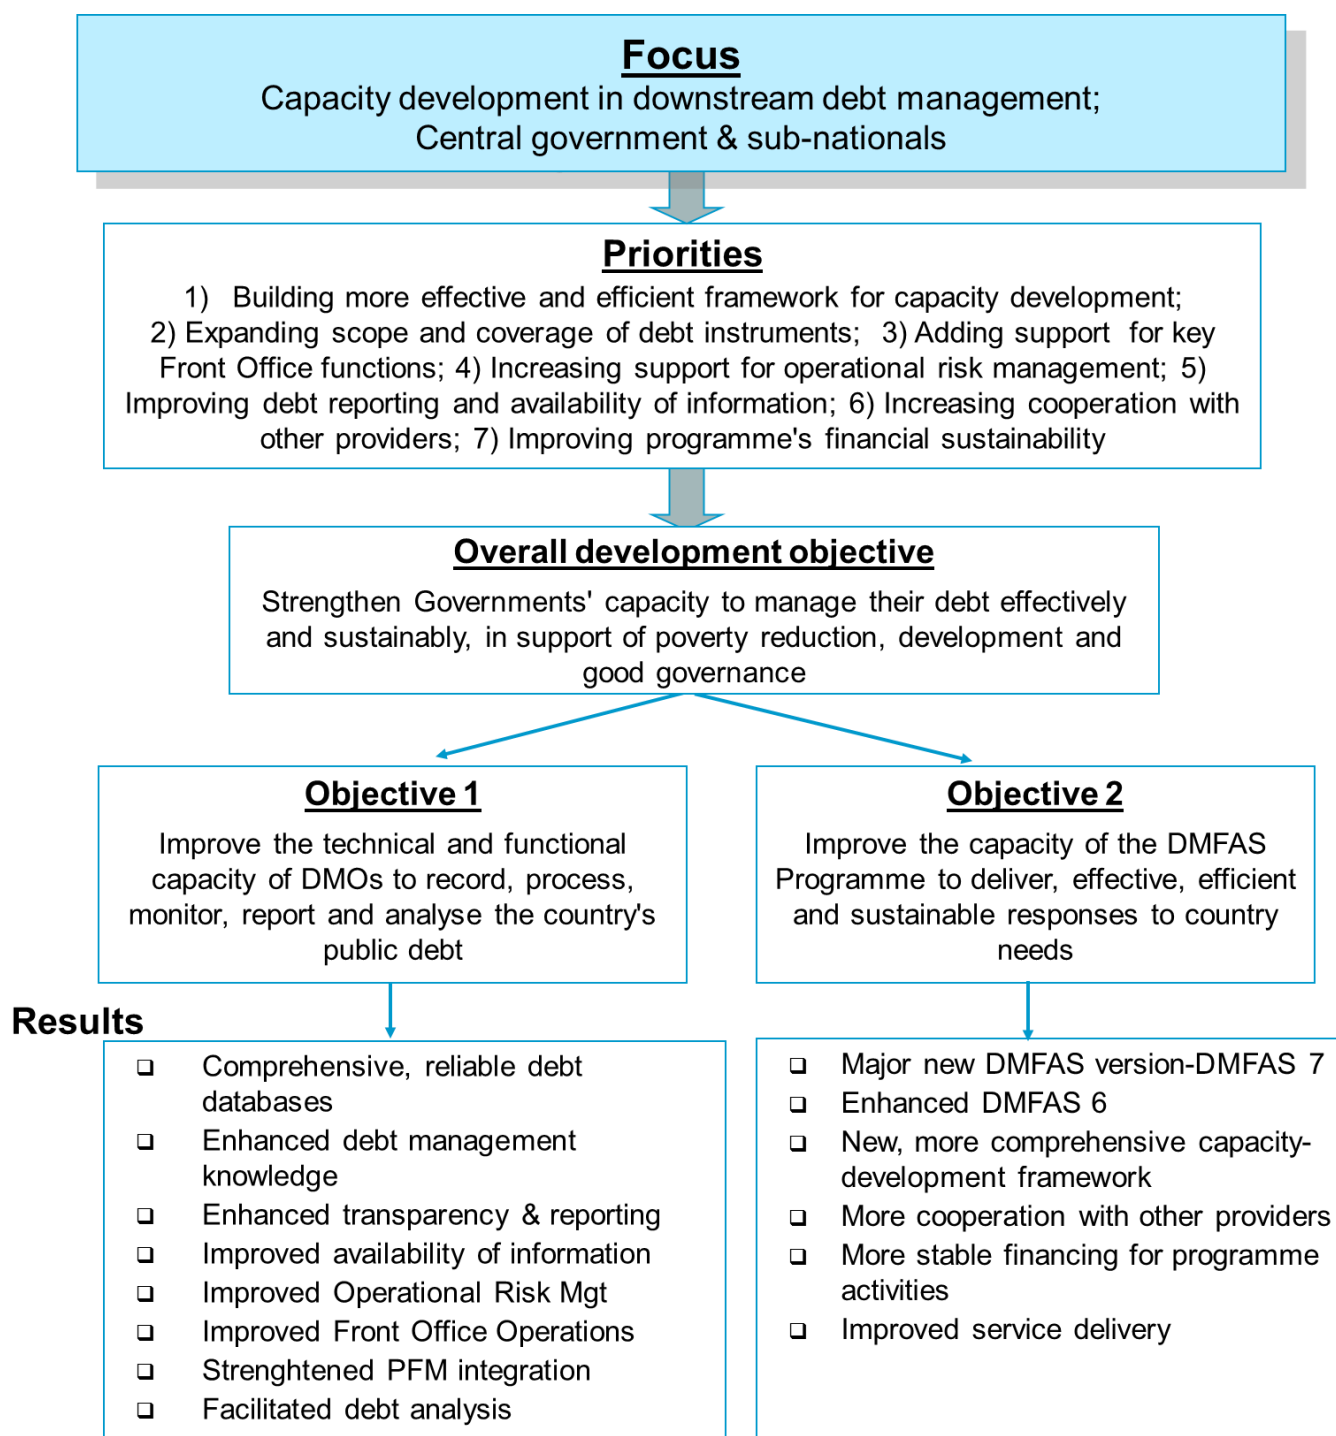 Focus
Capacity development in downstream debt management;
Central government & sub-nationals
Priorities
1) Building more effective and efficient framework for capacity development;
2) Expanding scope and coverage of debt instruments; 3) Adding support for key
Front Office functions; 4) Increasing support for operational risk management; 5)
Improving debt reporting and availability of information; 6) Increasing cooperation with
other providers; 7) Improving programme's financial sustainability
Overall development objective
Strengthen Governments' capacity to manage their debt effectively
and sustainably, in support of poverty reduction, development and
good governance
Objective 1
Improve the technical and functional
capacity of DMOs to record, process,
monitor, report and analyse the country's
public debt
Objective 2
Improve the capacity of the DMFAS
Programme to deliver, effective, efficient
and sustainable responses to country
needs
Results
❑ Comprehensive, reliable debt
databases
❑ Enhanced debt management
knowledge
❑ Enhanced transparency & reporting
❑ Improved availability of information
❑ Improved Operational Risk Mgt
❑ Improved Front Office Operations
❑ Strenghtened PFM integration
❑ Facilitated debt analysis
❑ Major new DMFAS version-DMFAS 7
❑ Enhanced DMFAS 6
❑ New, more comprehensive capacity-
development framework
❑ More cooperation with other providers
❑ More stable financing for programme
activities
❑ Improved service delivery